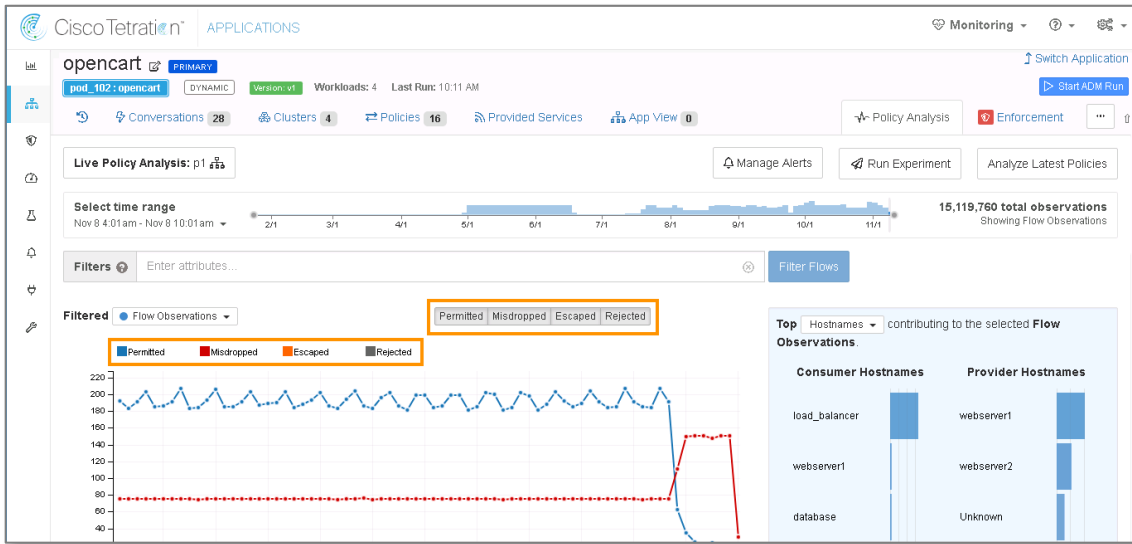 Cisco Tetration™ APPLICATIONS Monitoring
opencart PRIMARY Switch Application
pod_102 : opencart DYNAMIC Version: v1 Workloads: 4 Last Run: 10:11 AM Start ADM Run
Conversations 28 Clusters 4 Policies 16 Provided Services App View 0 Policy Analysis Enforcement ...
Live Policy Analysis: p1 Manage Alerts Run Experiment Analyze Latest Policies
Select time range 15,119,760 total observations
Nov 8 4:01am - Nov 8 10:01am Showing Flow Observations
2/1 3/1 4/1 5/1 6/1 7/1 8/1 9/1 10/1 11/1
Filters Enter attributes... Filter Flows
Filtered Flow Observations Permitted Misdropped Escaped Rejected
Top Hostnames contributing to the selected Flow
Observations.
Permitted Misdropped Escaped Rejected
Consumer Hostnames Provider Hostnames
220
200
180
160
140
120
100
80
60
40
load_balancer webserver1
webserver1 webserver2
database Unknown